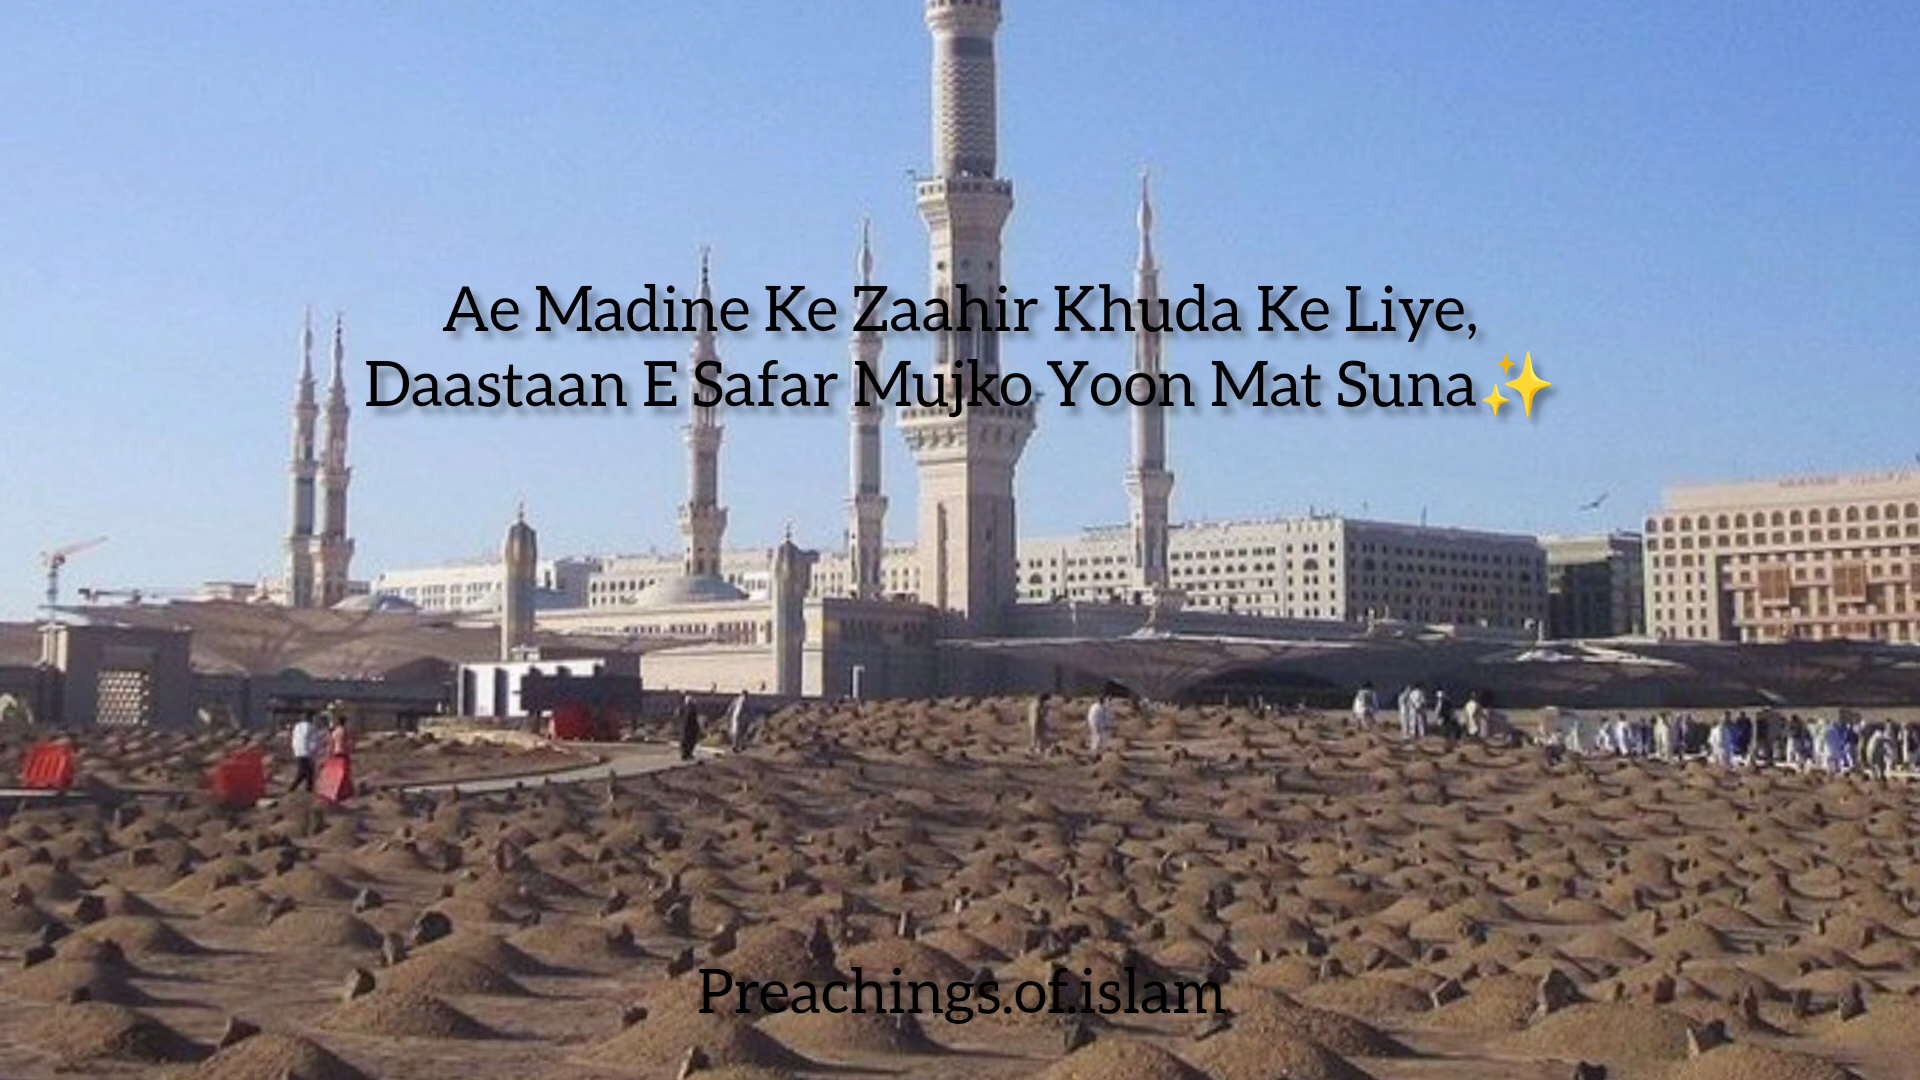 Ae Madine Ke Zaahir Khuda Ke Liye,
Daastaan E Safar Mujko Yoon Mat Suna✨
Preachings.of.islam